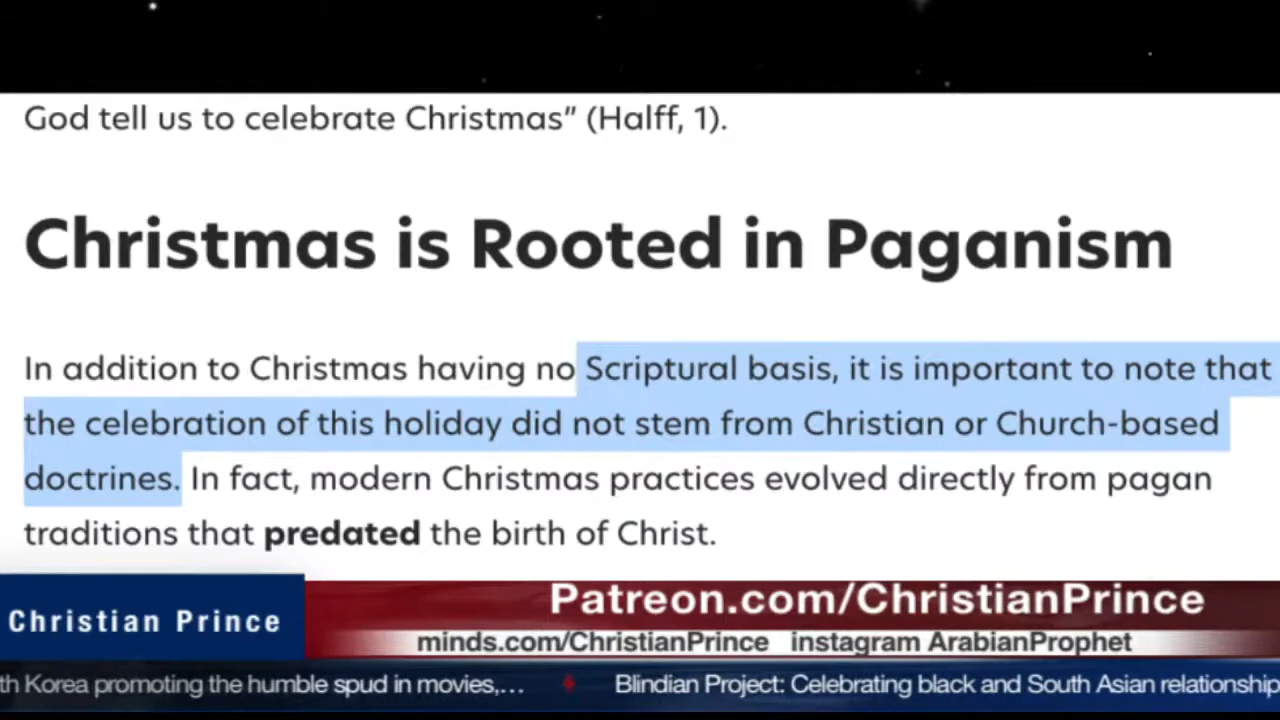 God tell us to celebrate Christmas” (Halff, 1).
Christmas is Rooted in Paganism
In addition to Christmas having no Scriptural basis, it is important to note that
the celebration of this holiday did not stem from Christian or Church-based
doctrines. In fact, modern Christmas practices evolved directly from pagan
traditions that predated the birth of Christ.
Christian Prince
Patreon.com/ChristianPrince
minds.com/ChristianPrince instagram ArabianProphet
th Korea promoting the humble spud in movies,... ♦ Blindian Project: Celebrating black and South Asian relationship